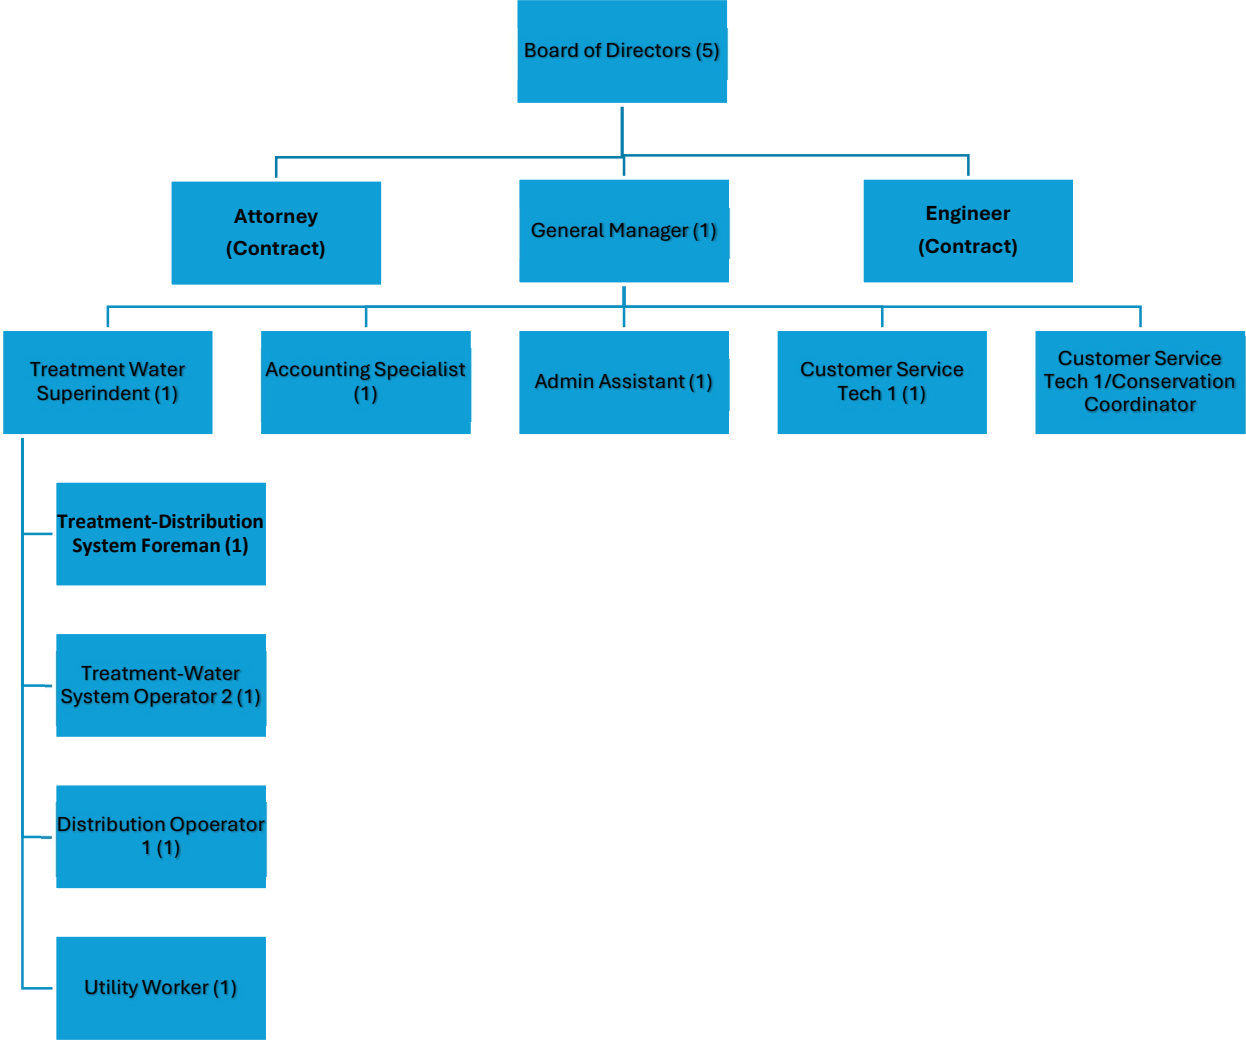 Board of Directors (5)
Attorney
(Contract)
General Manager (1)
Engineer
(Contract)
Treatment Water
Superindent (1)
Accounting Specialist
(1)
Admin Assistant (1)
Customer Service
Tech 1 (1)
Customer Service
Tech 1/Conservation
Coordinator
Treatment-Distribution
System Foreman (1)
Treatment-Water
System Operator 2 (1)
Distribution Opoerator
1 (1)
Utility Worker (1)